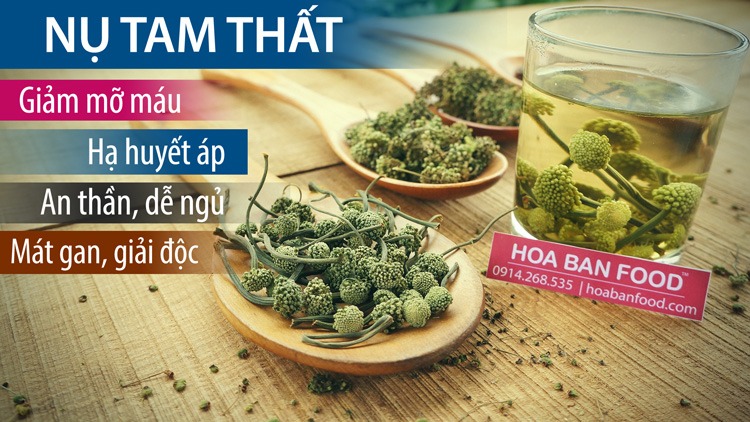 NỤ TAM THẤT
Giảm mỡ máu
Hạ huyết áp
An thần, dễ ngủ
Mát gan, giải độc
HOA BAN FOOD™
0914.268.535 | hoabanfood.com